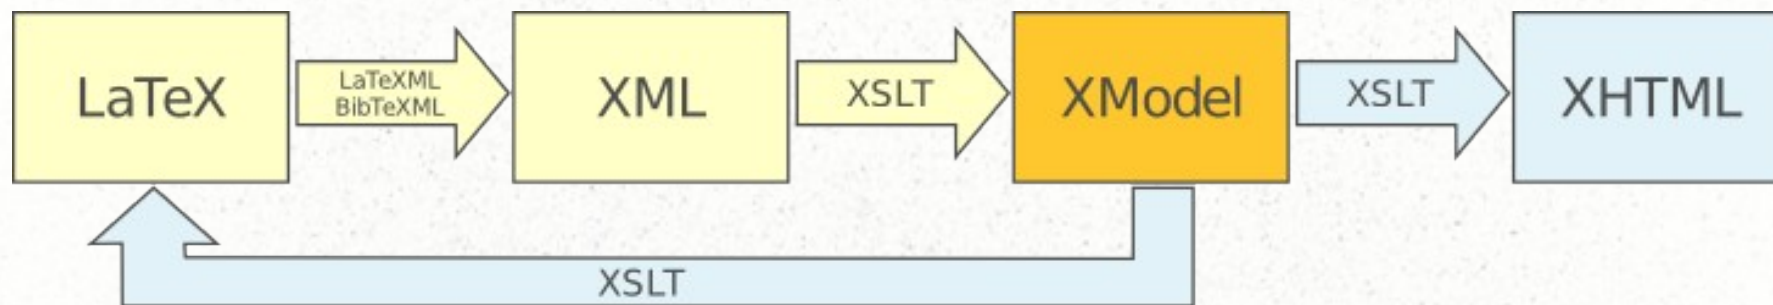 LaTeX
LaTeXML
BibTeXML
XML
XSLT
XModel
XSLT
XHTML
XSLT